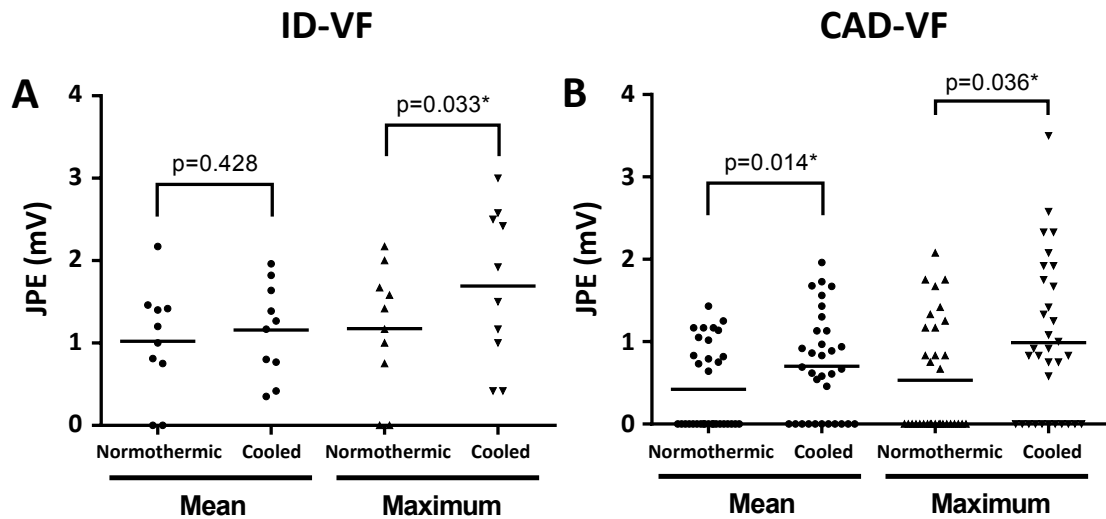 ID-VF
CAD-VF
A
JPE (mV)
4
3
2
1
0
p=0.428
p=0.033*
Normothermic Cooled Normothermic Cooled
Mean Maximum
B
JPE (mV)
4
3
2
1
0
p=0.014*
p=0.036*
Normothermic Cooled Normothermic Cooled
Mean Maximum